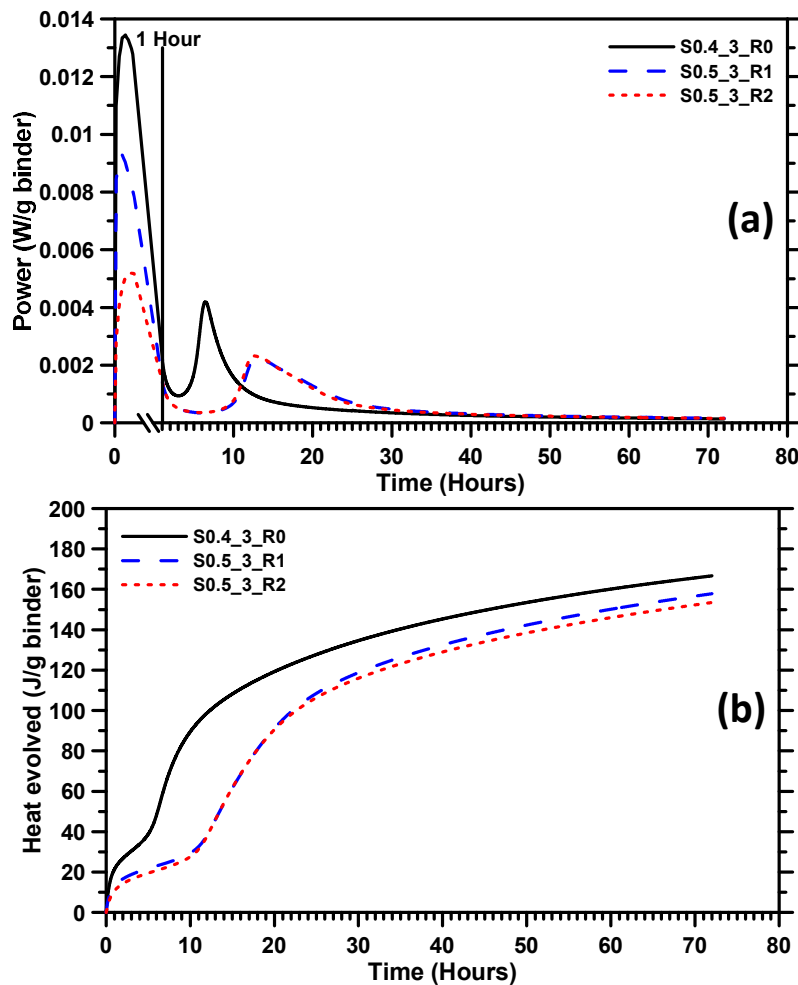 0.014
0.012
0.01
0.008
0.006
0.004
0.002
0
Power (W/g binder)
1 Hour
S0.4_3_R0
S0.5_3_R1
S0.5_3_R2
(a)
0 10 20 30 40 50 60 70 80
Time (Hours)
200
180
160
140
120
100
80
60
40
20
0
Heat evolved (J/g binder)
S0.4_3_R0
S0.5_3_R1
S0.5_3_R2
(b)
0 10 20 30 40 50 60 70 80
Time (Hours)